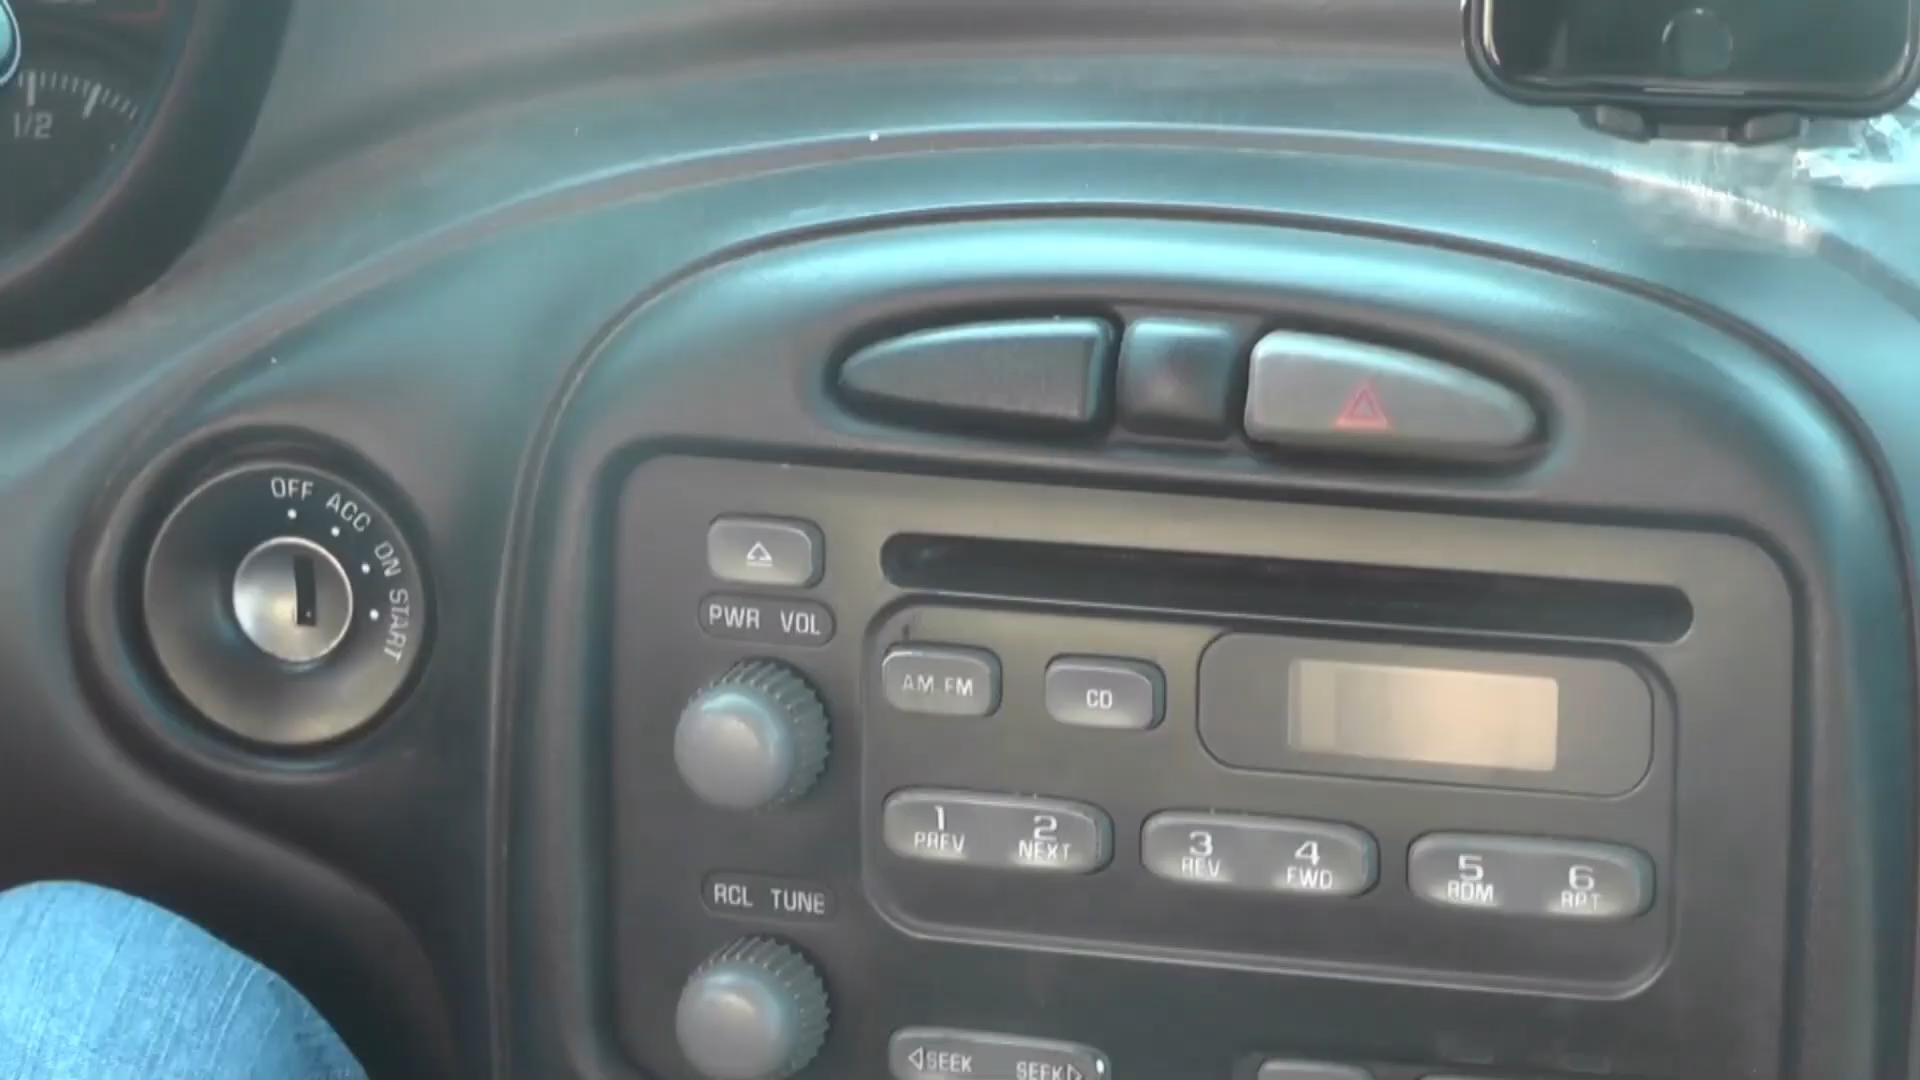 1/2
OFF ACC ON START
PWR VOL
AM FM
CD
1 2 3 4 5 6
PREV NEXT REV FWD RDM RPT
RCL TUNE
SEEK SEEK